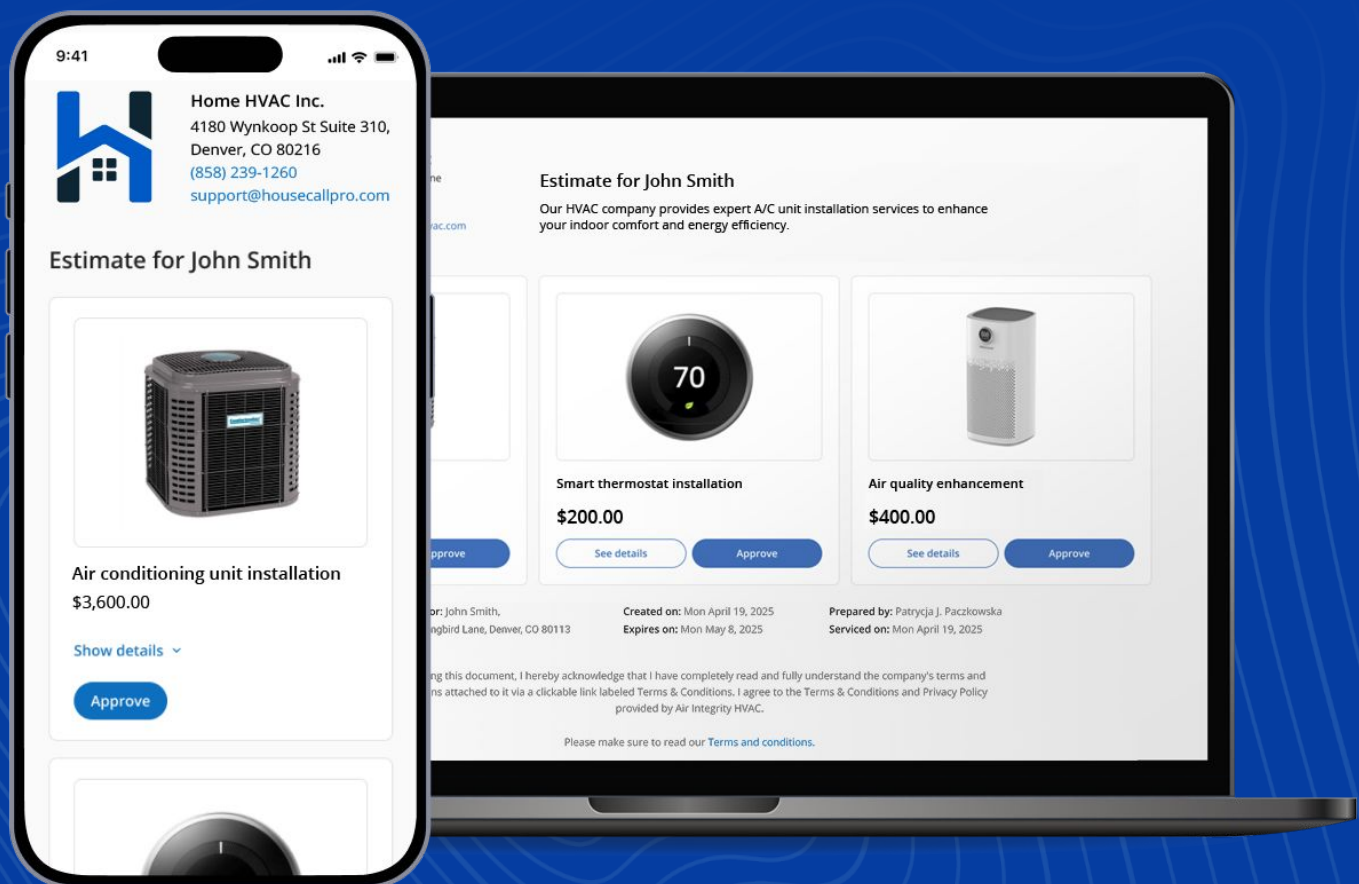 9:41
Home HVAC Inc.
4180 Wynkoop St Suite 310,
Denver, CO 80216
(858) 239-1260
support@housecallpro.com
Estimate for John Smith
Air conditioning unit installation
$3,600.00
Show details
Approve
Estimate for John Smith
Our HVAC company provides expert A/C unit installation services to enhance
your indoor comfort and energy efficiency.
70
Smart thermostat installation
$200.00
See details
Approve
Air quality enhancement
$400.00
See details
Approve
John Smith,
Lane, Denver, CO 80113
Created on: Mon April 19, 2025
Expires on: Mon May 8, 2025
Prepared by: Patrycja J. Paczkowska
Serviced on: Mon April 19, 2025
this document, I hereby acknowledge that I have completely read and fully understand the company's terms and
attached to it via a clickable link labeled Terms & Conditions. I agree to the Terms & Conditions and Privacy Policy
provided by Air Integrity HVAC.
Please make sure to read our Terms and conditions.